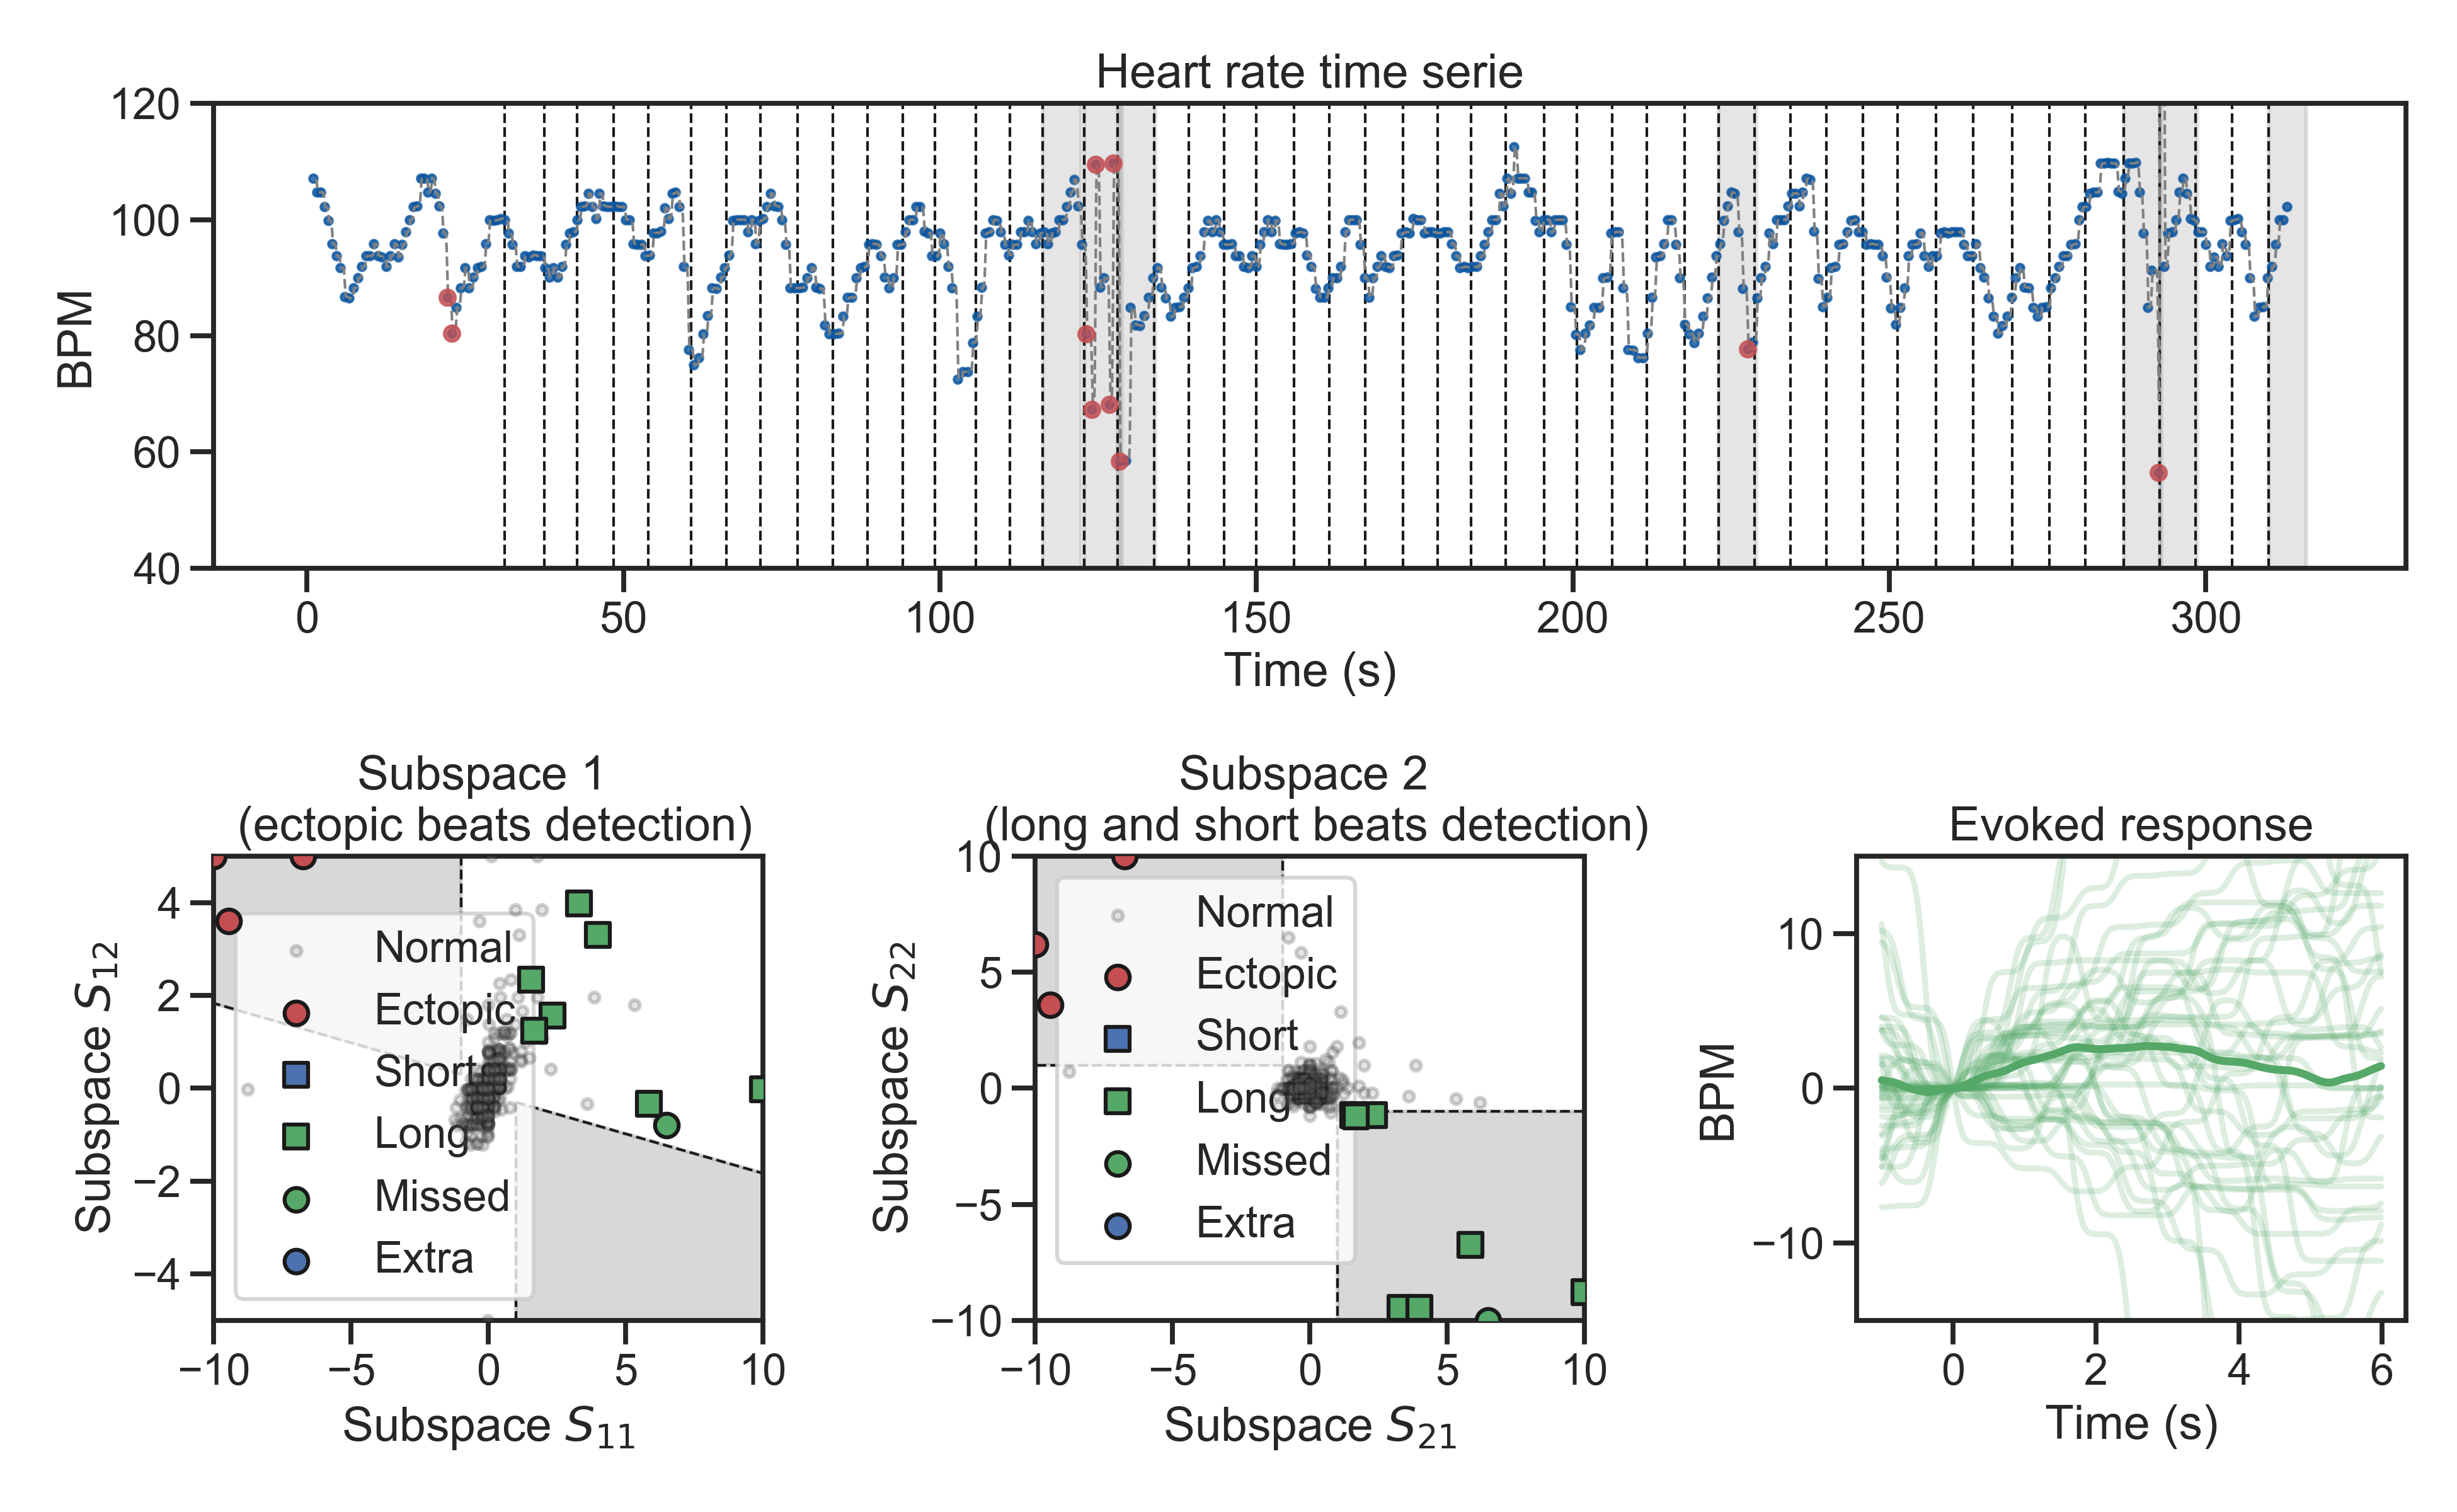 Heart rate time serie
120
100
80
60
40
BPM
0 50 100 150 200 250 300
Time (s)
Subspace 1
(ectopic beats detection)
4
2
0
−2
−4
Subspace S12
Normal
Ectopic
Short
Long
Missed
Extra
−10 −5 0 5 10
Subspace S11
Subspace 2
(long and short beats detection)
10
5
0
−5
−10
Subspace S22
Normal
Ectopic
Short
Long
Missed
Extra
−10 −5 0 5 10
Subspace S21
Evoked response
10
0
−10
BPM
0 2 4 6
Time (s)